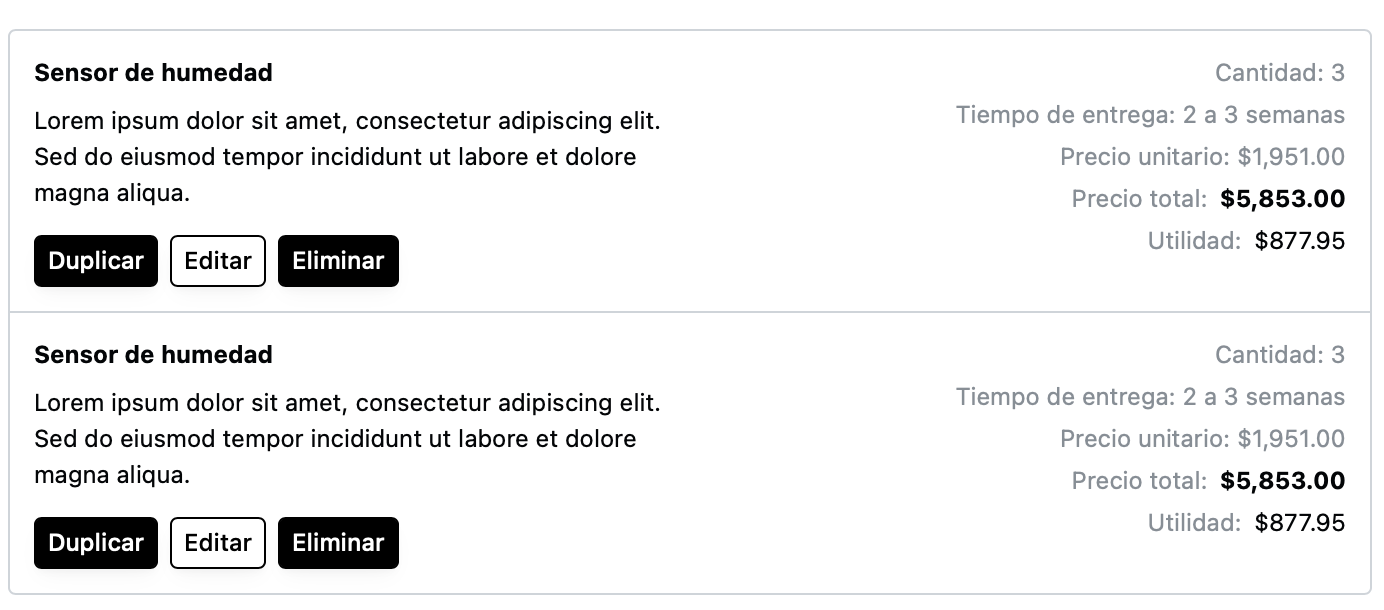 Sensor de humedad
Lorem ipsum dolor sit amet, consectetur adipiscing elit.
Sed do eiusmod tempor incididunt ut labore et dolore
magna aliqua.
Duplicar Editar Eliminar
Cantidad: 3
Tiempo de entrega: 2 a 3 semanas
Precio unitario: $1,951.00
Precio total: $5,853.00
Utilidad: $877.95
Sensor de humedad
Lorem ipsum dolor sit amet, consectetur adipiscing elit.
Sed do eiusmod tempor incididunt ut labore et dolore
magna aliqua.
Duplicar Editar Eliminar
Cantidad: 3
Tiempo de entrega: 2 a 3 semanas
Precio unitario: $1,951.00
Precio total: $5,853.00
Utilidad: $877.95